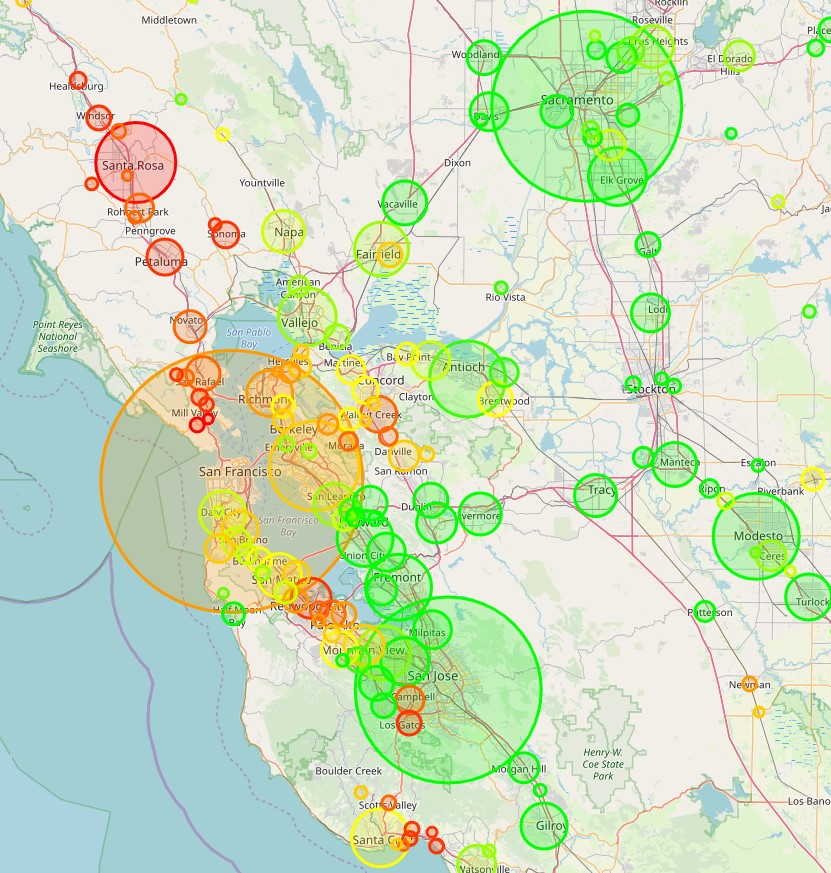 Rocklin
Middletown
Roseville
Place
Woodland
El Dorado
Hills
Healdsburg
Sacramento
Windsor
Davis
Dixon
Santa Rosa
Yountville
Elk Grove
Vacaville
Rohnert Park
Ja
Penngrove
Sonoma
Napa
Galt
Petaluma
Fairfield
American
Canyon
Rio Vista
Lodi
Novato
Vallejo
Point Reyes
National
Seashore
San Pablo
Bay
Benicia
Hercules
Martinez
Bay Point
Antioch
San Rafael
Concord
Stockton
Richmond
Clayton
Brentwood
Mill Valley
Walnut Creek
Berkeley
Emeryville
Moraga
Danville
San Francisco
San Ramon
Manteca
Escalon
Ripon
Riverbank
Tracy
San Leandro
Dublin
Livermore
Daly City
Hayward
San Francisco
Bay
San Bruno
Modesto
Union City
Ceres
Burlingame
San Mateo
Fremont
Turlock
Redwood City
Half Moon
Bay
Patterson
Palo Alto
Milpitas
Mountain View
San Jose
Newman
Campbell
Los Gatos
Henry W.
Coe State
Park
Boulder Creek
Morgan Hill
Scotts Valley
Los Bano
Gilroy
Santa C
Watsonville